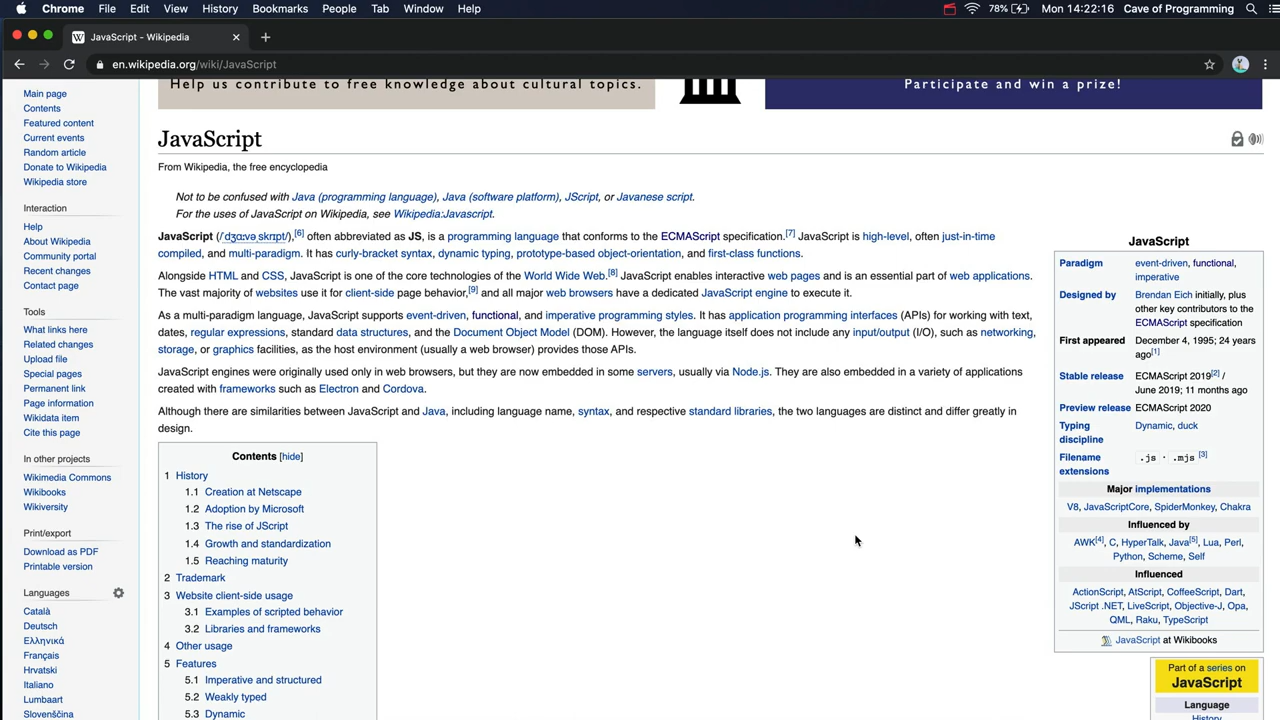 Chrome File Edit View History Bookmarks People Tab Window Help 78% Mon 14:22:16 Cave of Programming
JavaScript - Wikipedia
en.wikipedia.org/wiki/JavaScript
Help us contribute to free knowledge about cultural topics.
Participate and win a prize!
Main page
Contents
Featured content
Current events
Random article
Donate to Wikipedia
Wikipedia store
Interaction
Help
About Wikipedia
Community portal
Recent changes
Contact page
Tools
What links here
Related changes
Upload file
Special pages
Permanent link
Page information
Wikidata item
Cite this page
In other projects
Wikimedia Commons
Wikibooks
Wikiversity
Print/export
Download as PDF
Printable version
Languages
Català
Deutsch
Ελληνικά
Français
Hrvatski
Italiano
Lumbaart
Slovenščina
JavaScript
From Wikipedia, the free encyclopedia
Not to be confused with Java (programming language), Java (software platform), JScript, or Javanese script.
For the uses of JavaScript on Wikipedia, see Wikipedia:Javascript.
JavaScript (/ˈdʒɑːvəˌskrɪpt/),[6] often abbreviated as JS, is a programming language that conforms to the ECMAScript specification.[7] JavaScript is high-level, often just-in-time
compiled, and multi-paradigm. It has curly-bracket syntax, dynamic typing, prototype-based object-orientation, and first-class functions.
Alongside HTML and CSS, JavaScript is one of the core technologies of the World Wide Web.[8] JavaScript enables interactive web pages and is an essential part of web applications.
The vast majority of websites use it for client-side page behavior,[9] and all major web browsers have a dedicated JavaScript engine to execute it.
As a multi-paradigm language, JavaScript supports event-driven, functional, and imperative programming styles. It has application programming interfaces (APIs) for working with text,
dates, regular expressions, standard data structures, and the Document Object Model (DOM). However, the language itself does not include any input/output (I/O), such as networking,
storage, or graphics facilities, as the host environment (usually a web browser) provides those APIs.
JavaScript engines were originally used only in web browsers, but they are now embedded in some servers, usually via Node.js. They are also embedded in a variety of applications
created with frameworks such as Electron and Cordova.
Although there are similarities between JavaScript and Java, including language name, syntax, and respective standard libraries, the two languages are distinct and differ greatly in
design.
Contents [hide]
1 History
1.1 Creation at Netscape
1.2 Adoption by Microsoft
1.3 The rise of JScript
1.4 Growth and standardization
1.5 Reaching maturity
2 Trademark
3 Website client-side usage
3.1 Examples of scripted behavior
3.2 Libraries and frameworks
4 Other usage
5 Features
5.1 Imperative and structured
5.2 Weakly typed
5.3 Dynamic
JavaScript
Paradigm event-driven, functional,
imperative
Designed by Brendan Eich initially, plus
other key contributors to the
ECMAScript specification
First appeared December 4, 1995; 24 years
ago[1]
Stable release ECMAScript 2019[2] /
June 2019; 11 months ago
Preview release ECMAScript 2020
Typing Dynamic, duck
discipline
Filename .js · .mjs [3]
extensions
Major implementations
V8, JavaScriptCore, SpiderMonkey, Chakra
Influenced by
AWK[4], C, HyperTalk, Java[5], Lua, Perl,
Python, Scheme, Self
Influenced
ActionScript, AtScript, CoffeeScript, Dart,
JScript .NET, LiveScript, Objective-J, Opa,
QML, Raku, TypeScript
JavaScript at Wikibooks
Part of a series on
JavaScript
Language
History